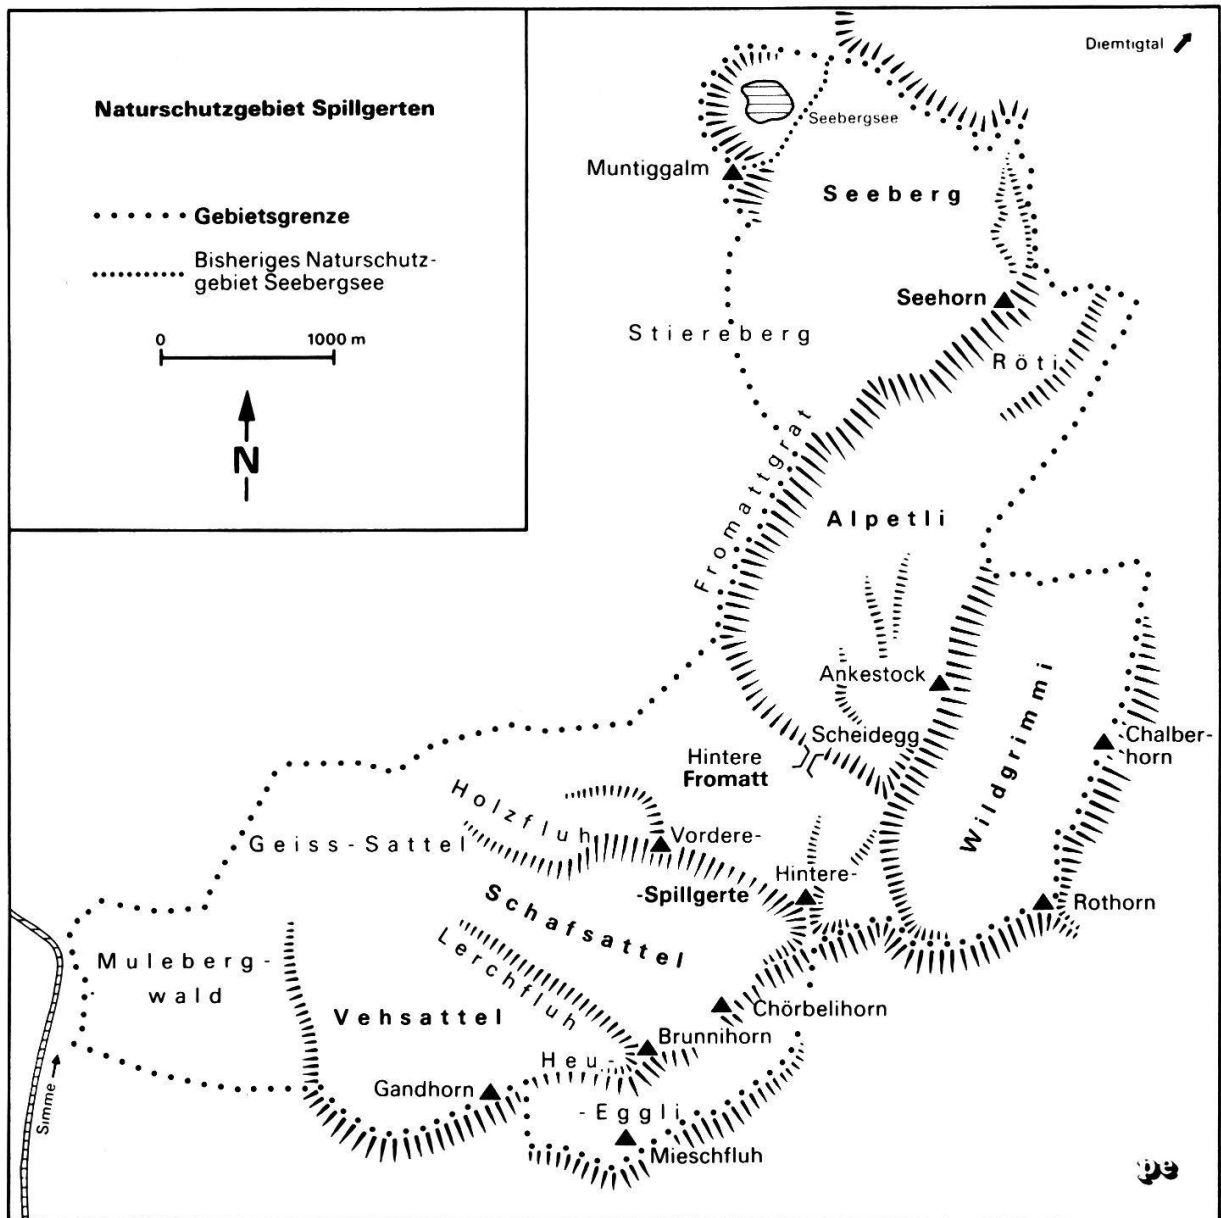 Naturschutzgebiet Spillgerten
Gebietsgrenze
Bisheriges Naturschutz-
gebiet Seebergsee
0 1000 m
N
Diemtigtal
Seebergsee
Muntiggalm
Seeberg
Seehorn
Stiereberg
Röti
Fromattgrat
Alpetli
Ankestock
Scheidegg
Wildgrimmi
Chalber-
horn
Hintere
Fromatt
Holzfluh
Geiss-Sattel
Vordere-
Hintere-
-Spillgerte
Rothorn
Schafsattel
Lerchfluh
Muleberg-
wald
Vehsattel
Chörbelihorn
Brunnihorn
Heu-
Gandhorn
-Eggli
Mieschfluh
Simme
pe